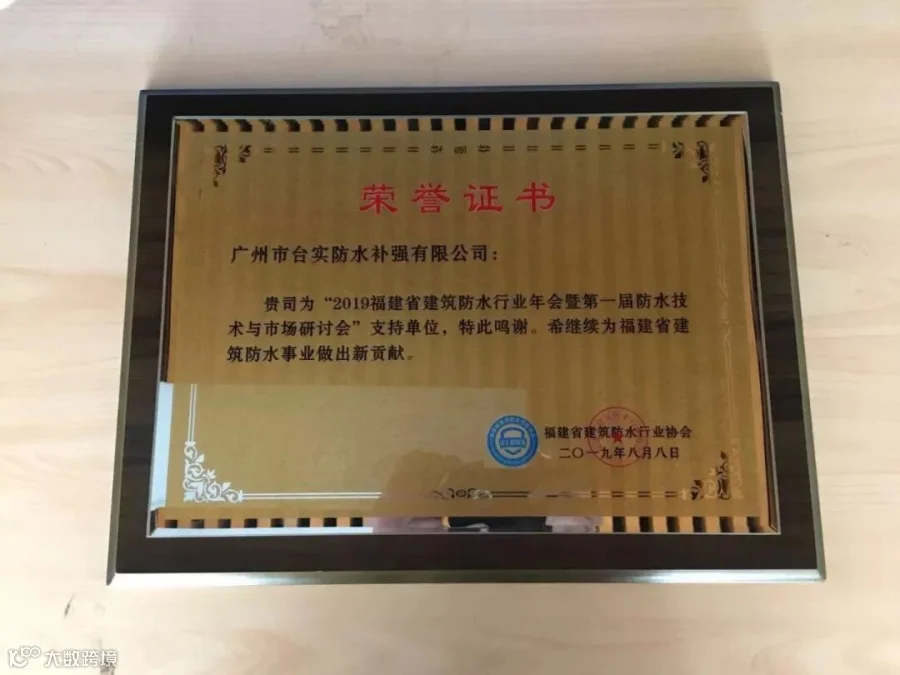 荣誉证书
广州市台实防水补强有限公司：
贵司为“2019福建省建筑防水行业年会暨第一届防水技
术与市场研讨会”支持单位，特此鸣谢。希继续为福建省建
筑防水事业做出新贡献。
福建省建筑防水行业协会
二〇一九年八月八日
大数跨境